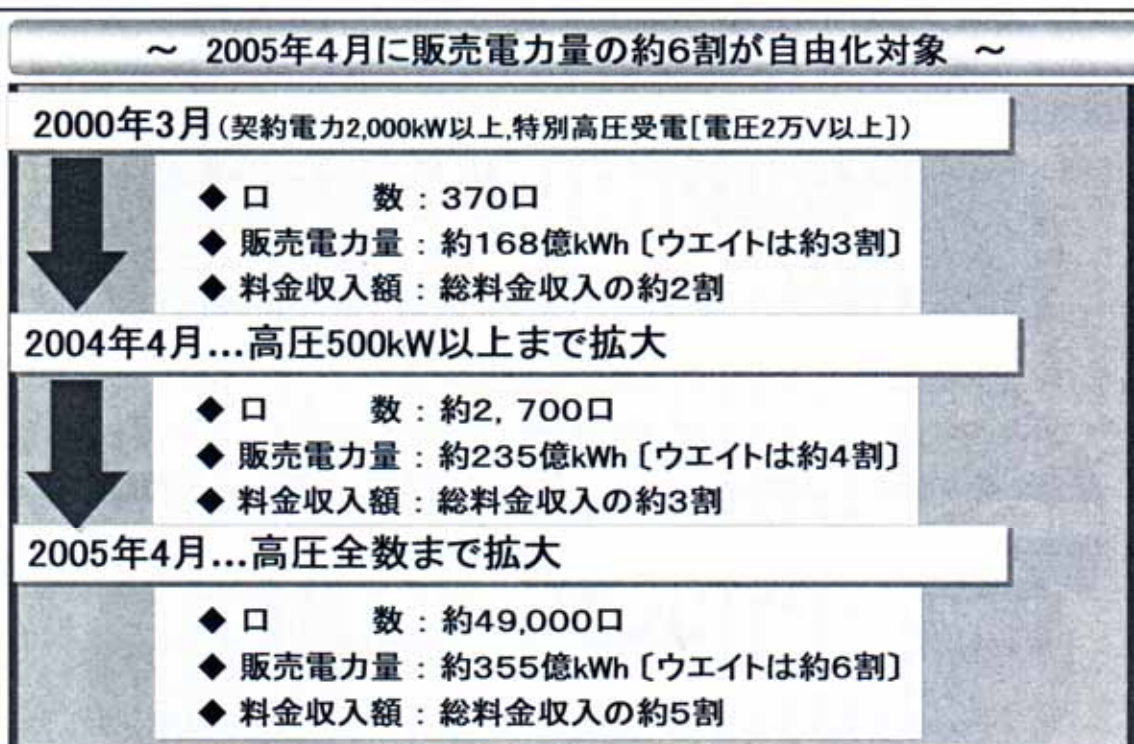 ～ 2005年4月に販売電力量の約6割が自由化対象 ～
2000年3月(契約電力2,000kW以上,特別高圧受電[電圧2万V以上])
◆ 口　　　数 : 370口
◆ 販売電力量 : 約168億kWh〔ウエイトは約3割〕
◆ 料金収入額 : 総料金収入の約2割
2004年4月...高圧500kW以上まで拡大
◆ 口　　　数 : 約2, 700口
◆ 販売電力量 : 約235億kWh〔ウエイトは約4割〕
◆ 料金収入額 : 総料金収入の約3割
2005年4月...高圧全数まで拡大
◆ 口　　　数 : 約49,000口
◆ 販売電力量 : 約355億kWh〔ウエイトは約6割〕
◆ 料金収入額 : 総料金収入の約5割